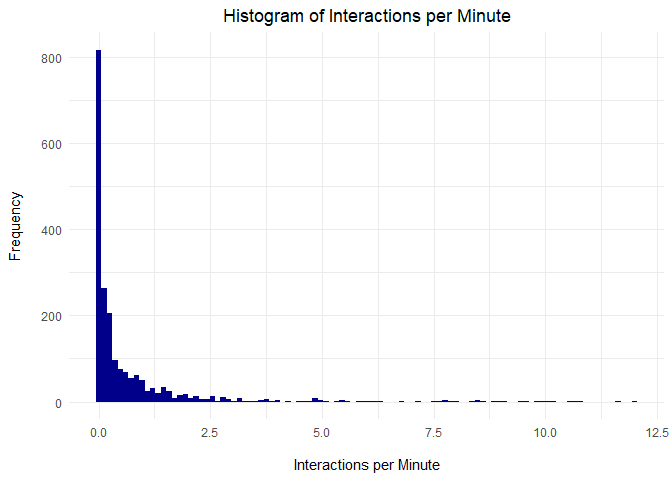 Histogram of Interactions per Minute
800
600
400
200
0
Frequency
0.0 2.5 5.0 7.5 10.0 12.5
Interactions per Minute